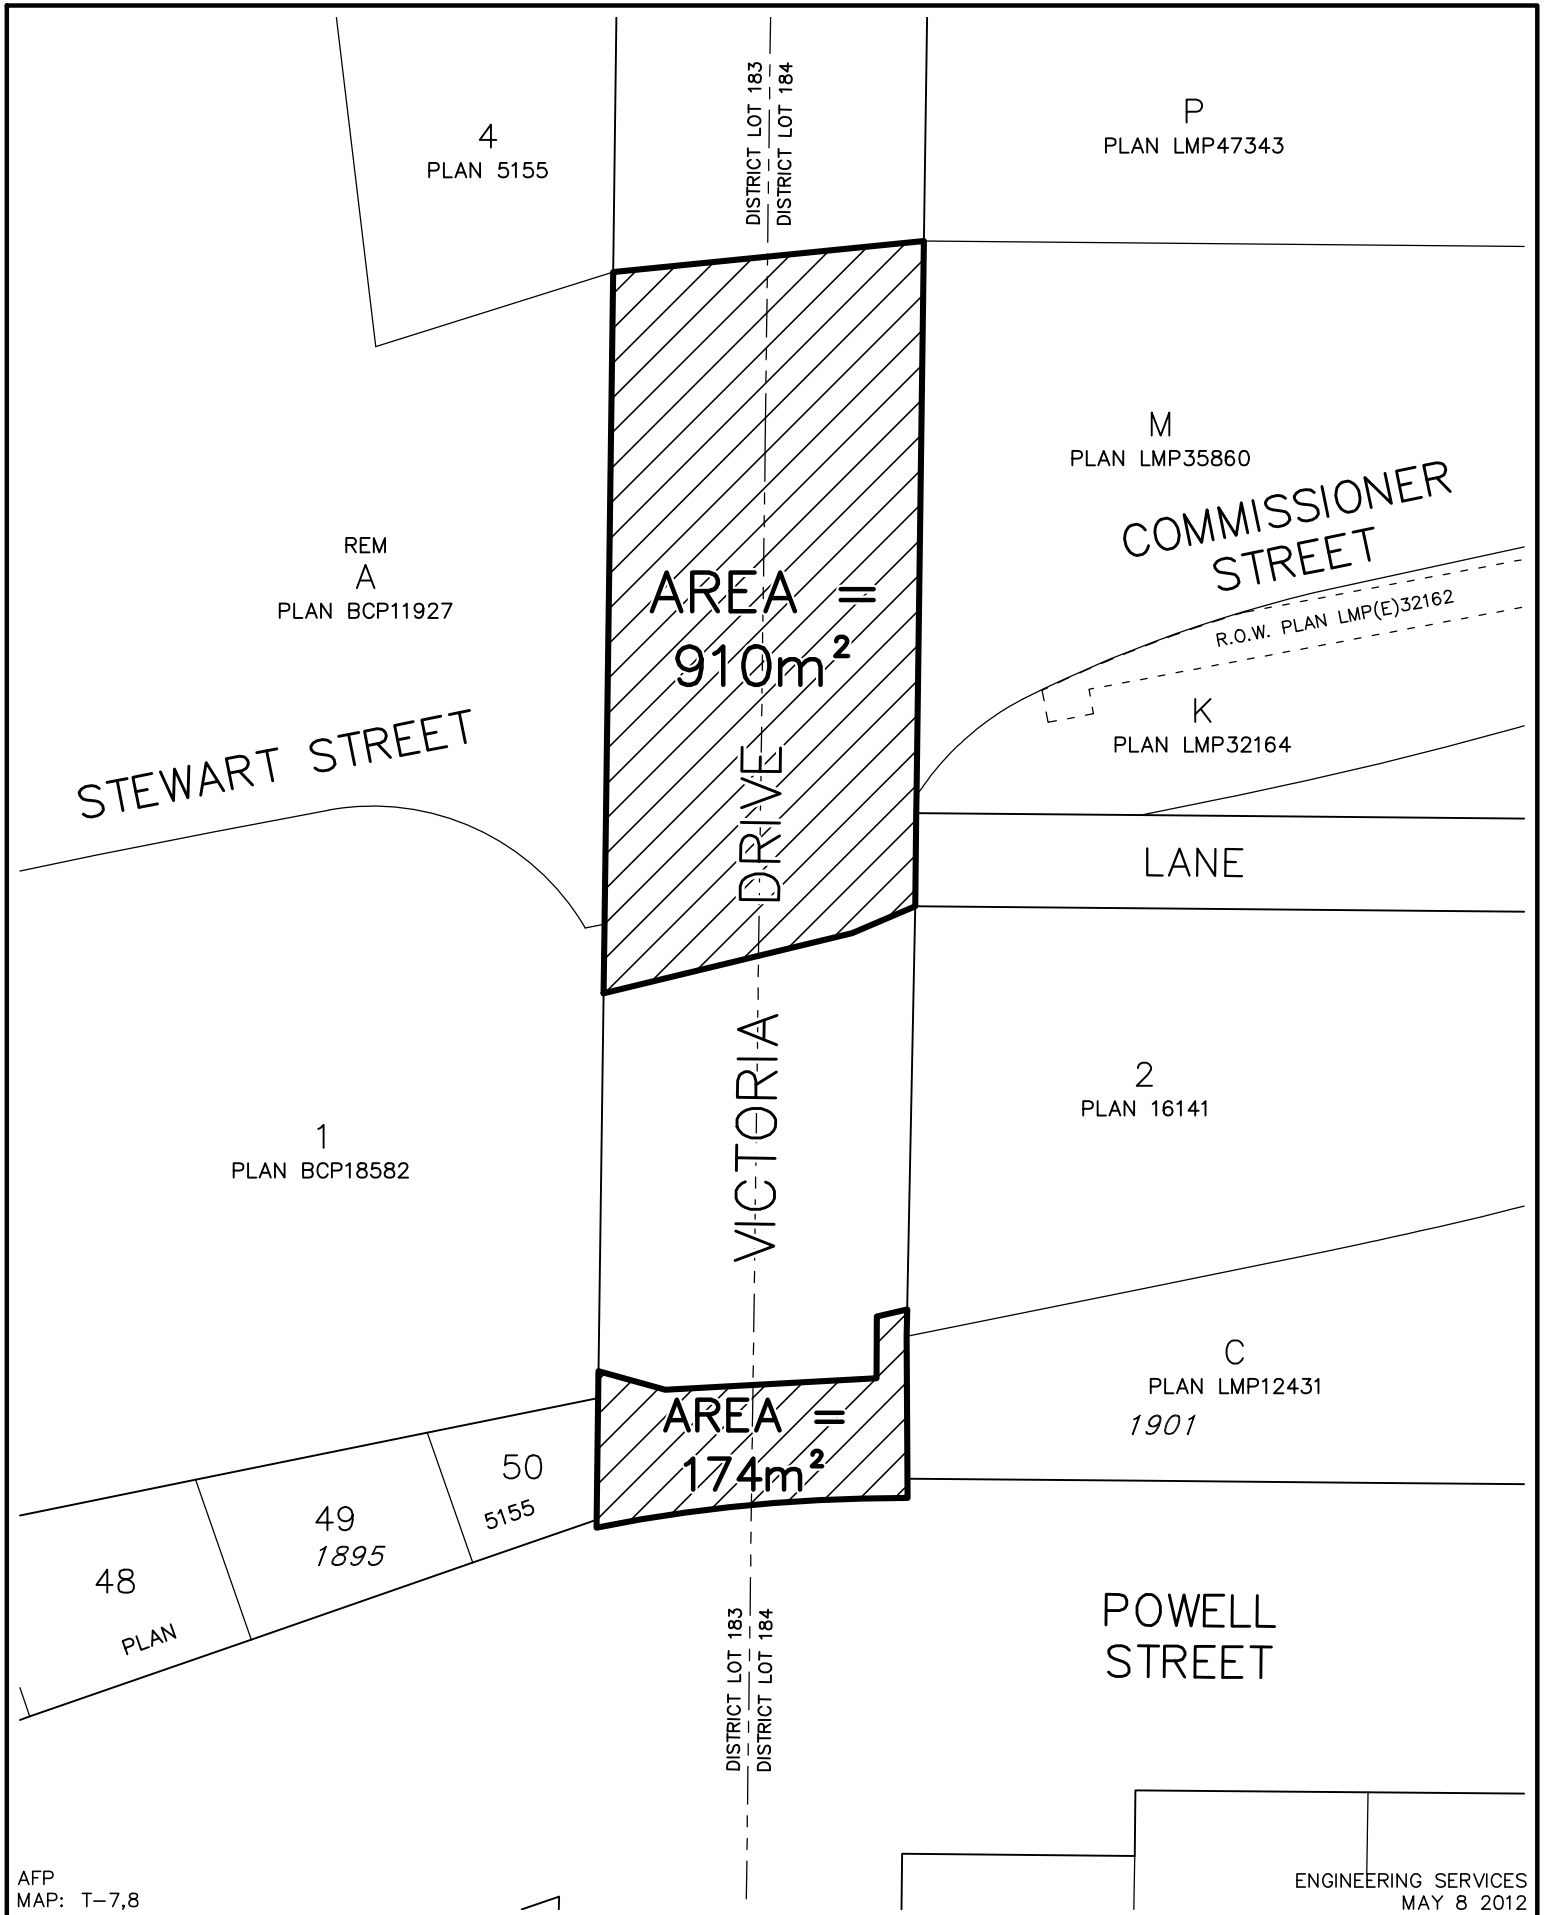 DISTRICT LOT 183
DISTRICT LOT 184
4
PLAN 5155
P
PLAN LMP47343
M
PLAN LMP35860
COMMISSIONER
STREET
R.O.W. PLAN LMP(E)32162
REM
A
PLAN BCP11927
AREA =
910m²
K
PLAN LMP32164
STEWART STREET
LANE
VICTORIA DRIVE
2
PLAN 16141
1
PLAN BCP18582
C
PLAN LMP12431
1901
AREA =
174m²
50
5155
49
1895
48
PLAN
POWELL
STREET
DISTRICT LOT 183
DISTRICT LOT 184
AFP
MAP: T-7,8
ENGINEERING SERVICES
MAY 8 2012